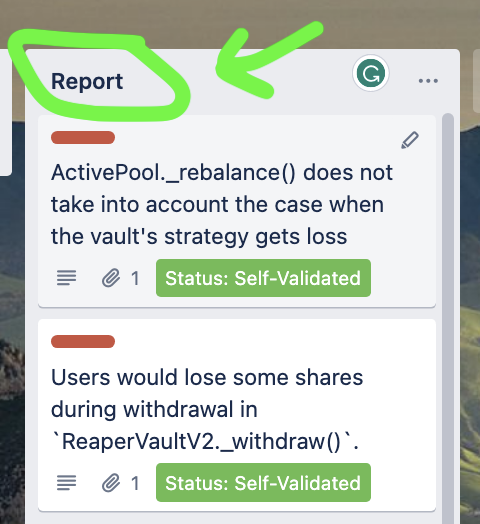 Report
ActivePool._rebalance() does not
take into account the case when
the vault's strategy gets loss
1 Status: Self-Validated
Users would lose some shares
during withdrawal in
`ReaperVaultV2._withdraw()`.
1 Status: Self-Validated